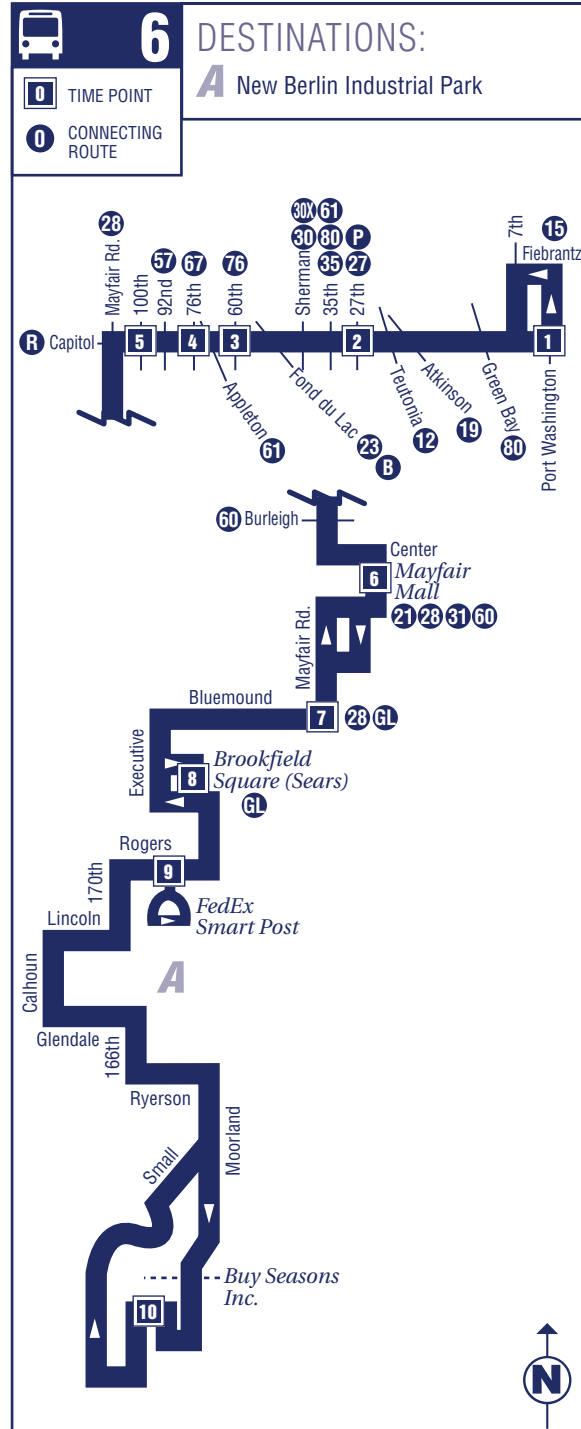 6
DESTINATIONS:
A New Berlin Industrial Park
0 TIME POINT
0 CONNECTING
ROUTE
28
Mayfair Rd.
100th
57
92nd
67
76th
76
60th
30X 61
30 80 P
35 27
Sherman
35th
27th
7th
15
Fiebrantz
R Capitol
5
4
3
2
1
Appleton
61
Fond du Lac
23
B
Teutonia
12
Atkinson
19
Green Bay
80
Port Washington
60 Burleigh
Center
6
Mayfair
Mall
21 28 31 60
Mayfair Rd.
Bluemound
7
28 GL
Executive
8
Brookfield
Square (Sears)
GL
Rogers
9
170th
FedEx
Smart Post
Lincoln
Calhoun
A
Glendale
166th
Ryerson
Moorland
Small
Buy Seasons
Inc.
10
N